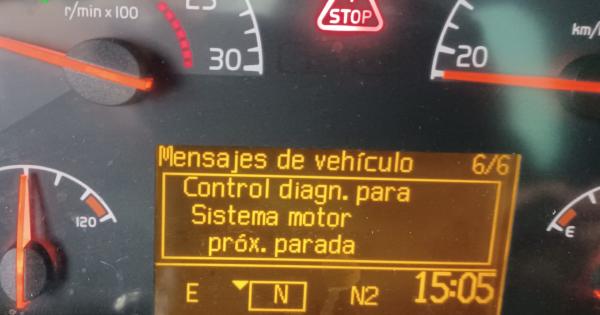 r/min x 100
25
30
STOP
km/
20
120
E
Mensajes de vehículo 6/6
Control diagn. para
Sistema motor
próx. parada
E N N2 15:05